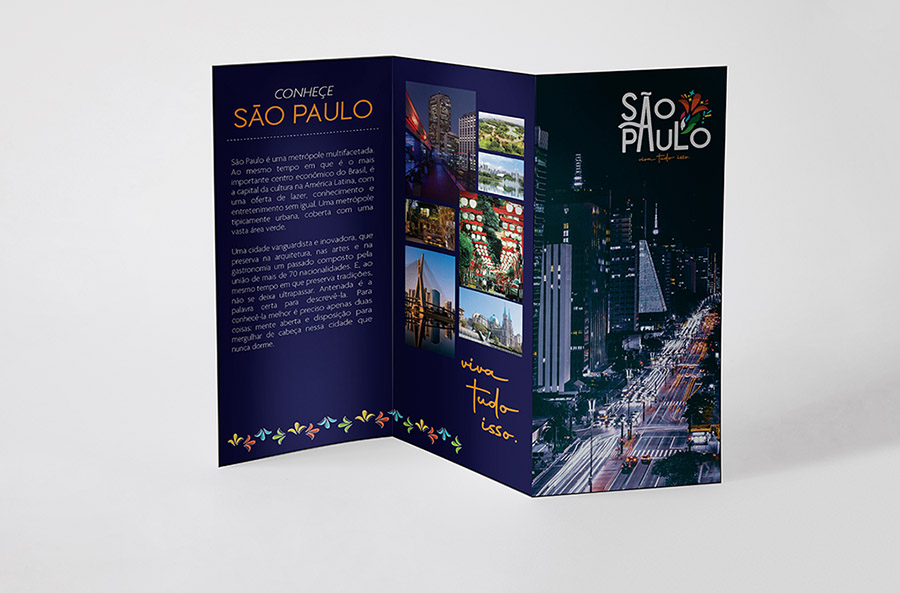 CONHEÇE
SÃO PAULO
São Paulo é uma metrópole multifacetada.
Ao mesmo tempo em que é o mais
importante centro econômico do Brasil, é
a capital da cultura na América Latina, com
uma oferta de lazer, conhecimento e
entretenimento sem igual. Uma metrópole
tipicamente urbana, coberta com uma
vasta área verde.
Uma cidade vanguardista e inovadora, que
preserva na arquitetura, nas artes e na
gastronomia um passado composto pela
união de mais de 70 nacionalidades. E, ao
mesmo tempo em que preserva tradições,
não se deixa ultrapassar. Antenada é a
palavra certa para descrevê-la. Para
conhecê-la melhor é preciso apenas duas
coisas: mente aberta e disposição para
mergulhar de cabeça nessa cidade que
nunca dorme.
viva
tudo
isso.
SÃO
PAULO
viva tudo isso.